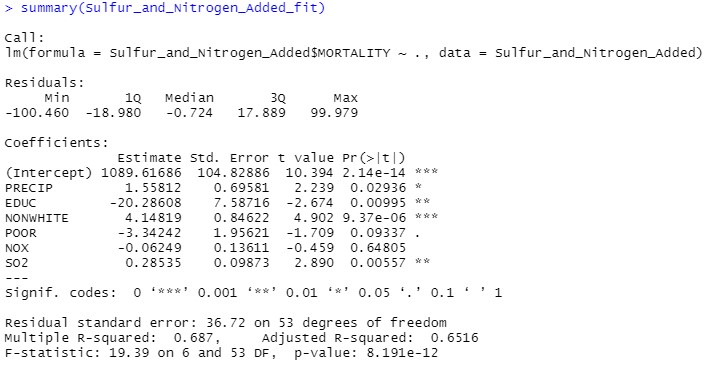 > summary(Sulfur_and_Nitrogen_Added_fit)
Call:
lm(formula = Sulfur_and_Nitrogen_Added$MORTALITY ~ ., data = Sulfur_and_Nitrogen_Added)
Residuals:
Min 1Q Median 3Q Max
-100.460 -18.980 -0.724 17.889 99.979
Coefficients:
Estimate Std. Error t value Pr(>|t|)
(Intercept) 1089.61686 104.82886 10.394 2.14e-14 ***
PRECIP 1.55812 0.69581 2.239 0.02936 *
EDUC -20.28608 7.58716 -2.674 0.00995 **
NONWHITE 4.14819 0.84622 4.902 9.37e-06 ***
POOR -3.34242 1.95621 -1.709 0.09337 .
NOX -0.06249 0.13611 -0.459 0.64805
SO2 0.28535 0.09873 2.890 0.00557 **
---
Signif. codes: 0 ‘***’ 0.001 ‘**’ 0.01 ‘*’ 0.05 ‘.’ 0.1 ‘ ’ 1
Residual standard error: 36.72 on 53 degrees of freedom
Multiple R-squared: 0.687, Adjusted R-squared: 0.6516
F-statistic: 19.39 on 6 and 53 DF, p-value: 8.191e-12